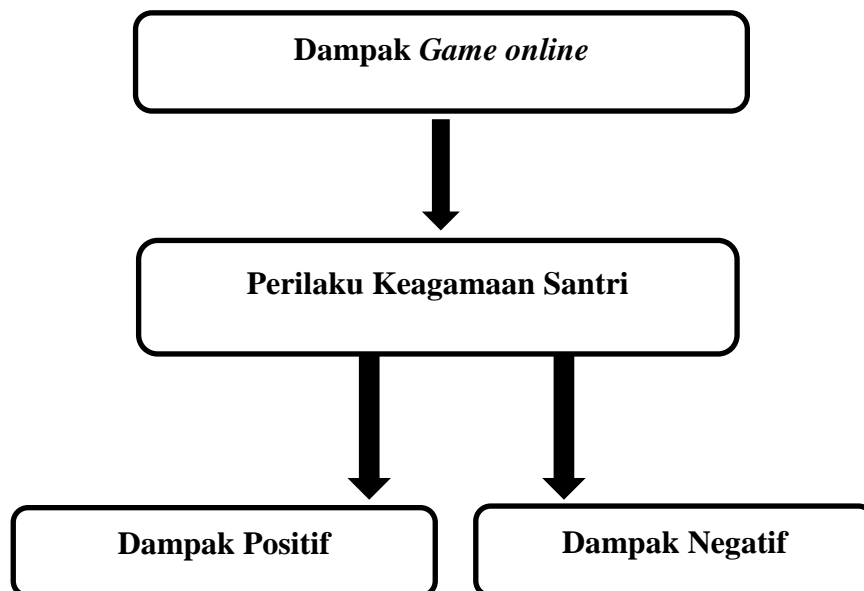 Dampak Game online
Perilaku Keagamaan Santri
Dampak Positif
Dampak Negatif